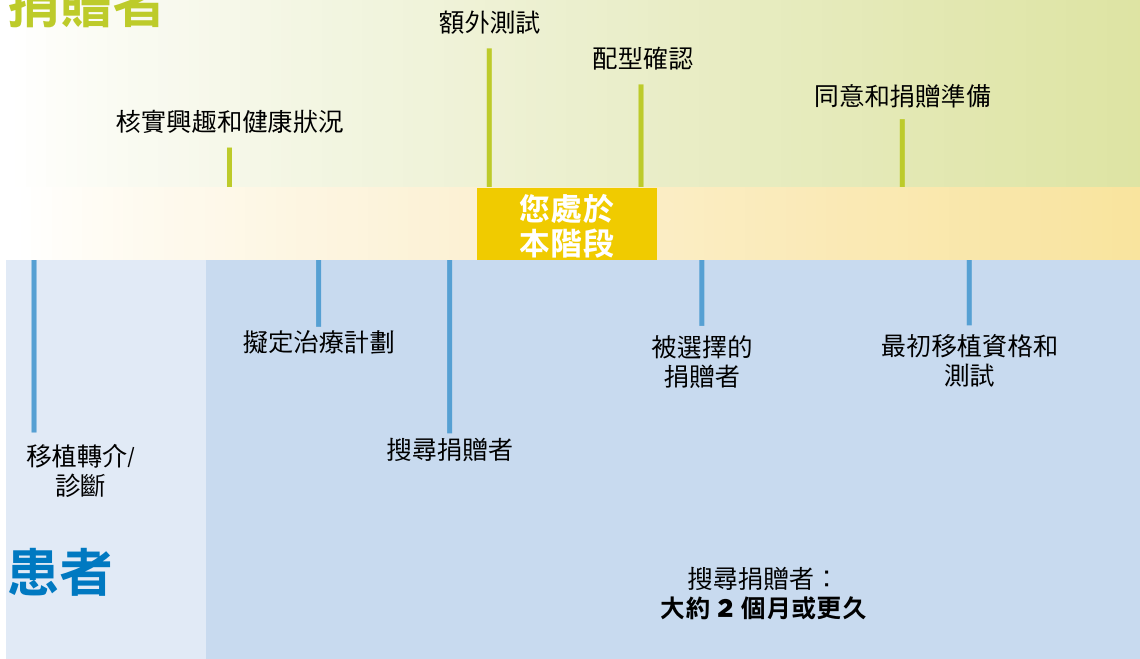 捐贈者
額外測試
配型確認
同意和捐贈準備
核實興趣和健康狀況
您處於
本階段
擬定治療計劃
被選擇的
捐贈者
最初移植資格和
測試
搜尋捐贈者
移植轉介/
診斷
患者
搜尋捐贈者：
大約 2 個月或更久